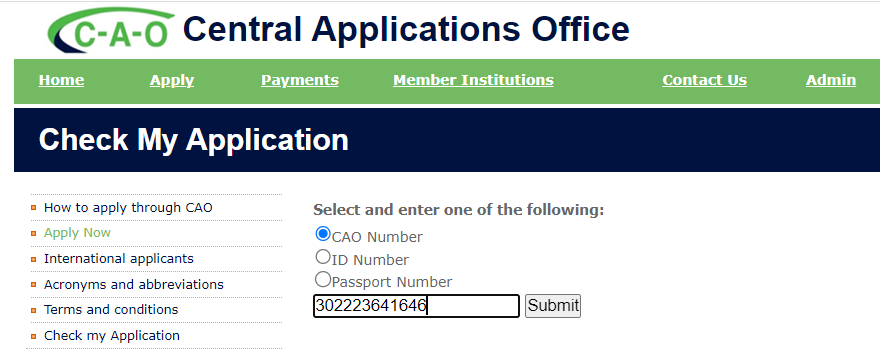 C-A-O Central Applications Office
Home Apply Payments Member Institutions Contact Us Admin
Check My Application
How to apply through CAO
Apply Now
International applicants
Acronyms and abbreviations
Terms and conditions
Check my Application
Select and enter one of the following:
CAO Number
ID Number
Passport Number
302223641646 Submit